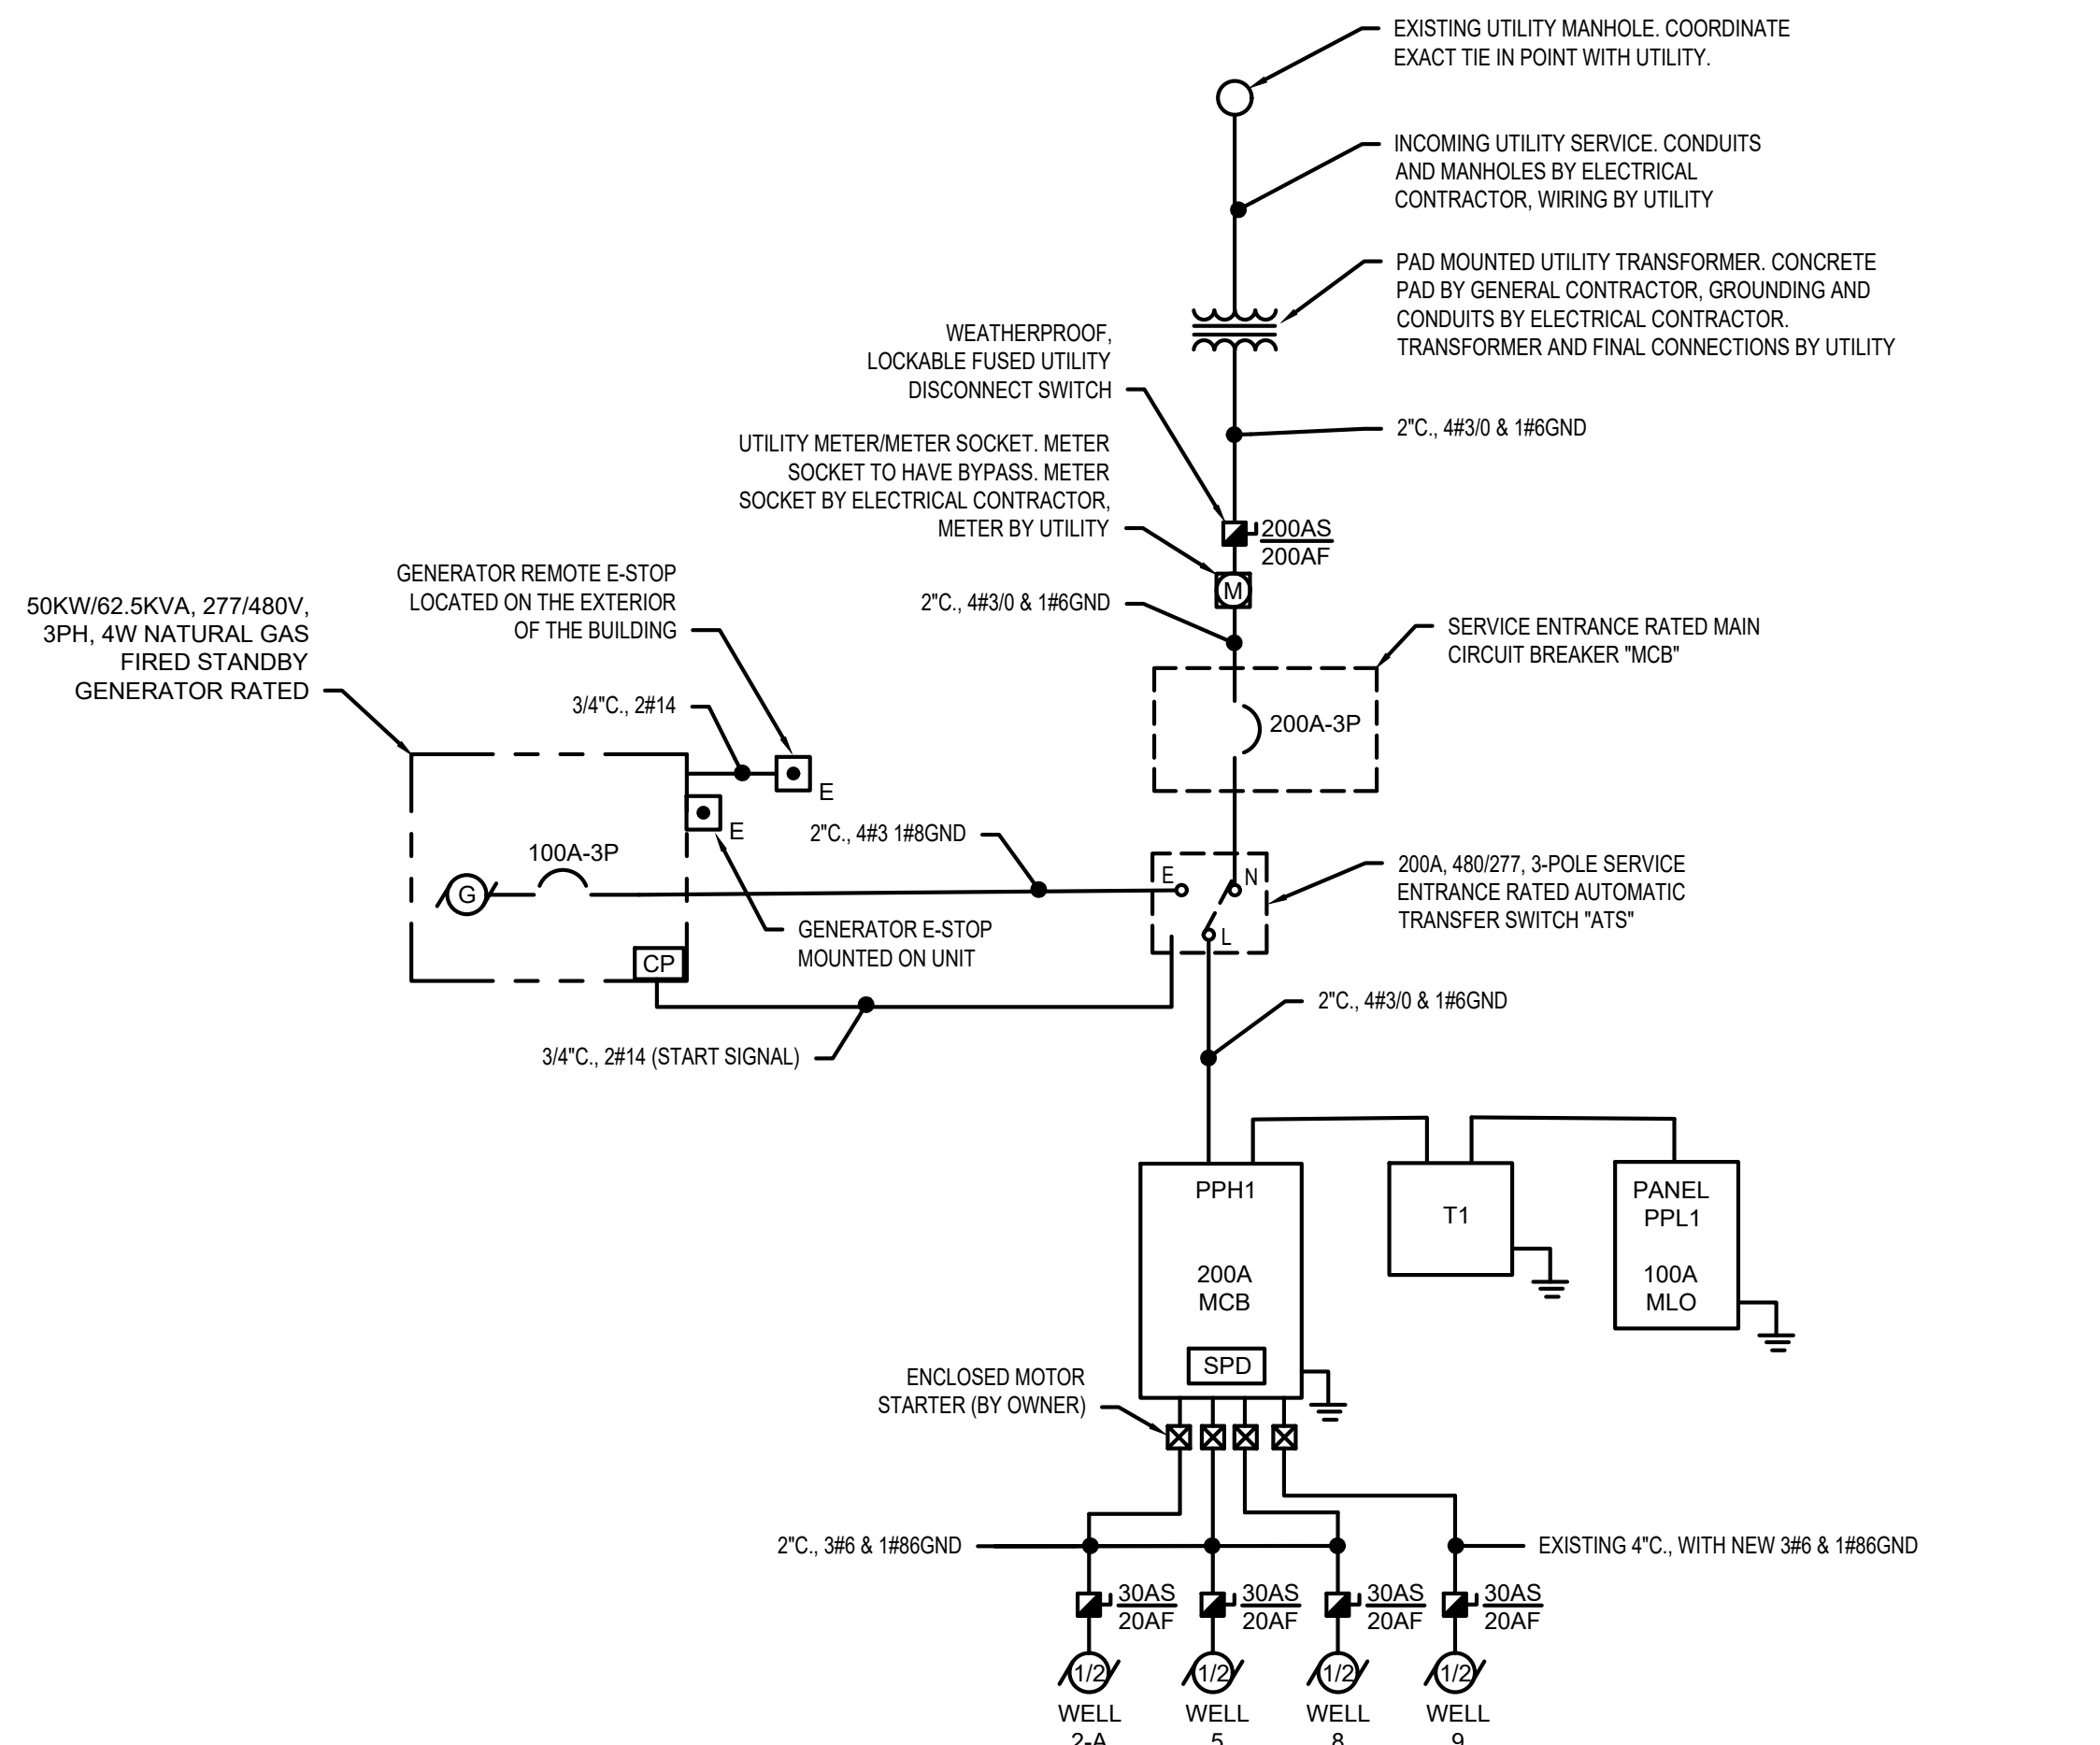 EXISTING UTILITY MANHOLE. COORDINATE
EXACT TIE IN POINT WITH UTILITY.
INCOMING UTILITY SERVICE. CONDUITS
AND MANHOLES BY ELECTRICAL
CONTRACTOR, WIRING BY UTILITY
PAD MOUNTED UTILITY TRANSFORMER. CONCRETE
PAD BY GENERAL CONTRACTOR, GROUNDING AND
CONDUITS BY ELECTRICAL CONTRACTOR.
TRANSFORMER AND FINAL CONNECTIONS BY UTILITY
WEATHERPROOF,
LOCKABLE FUSED UTILITY
DISCONNECT SWITCH
2"C., 4#3/0 & 1#6GND
UTILITY METER/METER SOCKET. METER
SOCKET TO HAVE BYPASS. METER
SOCKET BY ELECTRICAL CONTRACTOR,
METER BY UTILITY
200AS
200AF
M
2"C., 4#3/0 & 1#6GND
GENERATOR REMOTE E-STOP
LOCATED ON THE EXTERIOR
OF THE BUILDING
50KW/62.5KVA, 277/480V,
3PH, 4W NATURAL GAS
FIRED STANDBY
GENERATOR RATED
SERVICE ENTRANCE RATED MAIN
CIRCUIT BREAKER "MCB"
200A-3P
3/4"C., 2#14
E
E
2"C., 4#3 1#8GND
100A-3P
G
E
N
L
200A, 480/277, 3-POLE SERVICE
ENTRANCE RATED AUTOMATIC
TRANSFER SWITCH "ATS"
GENERATOR E-STOP
MOUNTED ON UNIT
CP
3/4"C., 2#14 (START SIGNAL)
2"C., 4#3/0 & 1#6GND
PPH1
200A
MCB
SPD
T1
PANEL
PPL1
100A
MLO
ENCLOSED MOTOR
STARTER (BY OWNER)
2"C., 3#6 & 1#86GND
EXISTING 4"C., WITH NEW 3#6 & 1#86GND
30AS
20AF
30AS
20AF
30AS
20AF
30AS
20AF
1/2
1/2
1/2
1/2
WELL
2-A
WELL
5
WELL
8
WELL
9